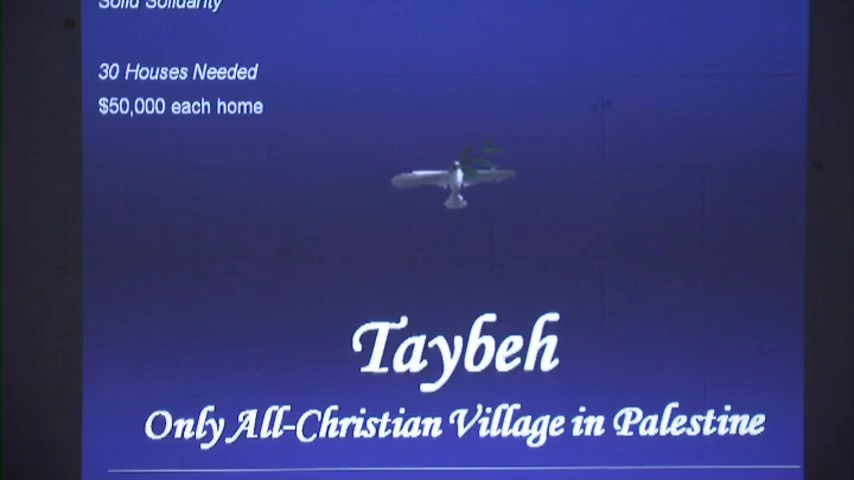 Solid Solidarity
30 Houses Needed
$50,000 each home
Taybeh
Only All-Christian Village in Palestine